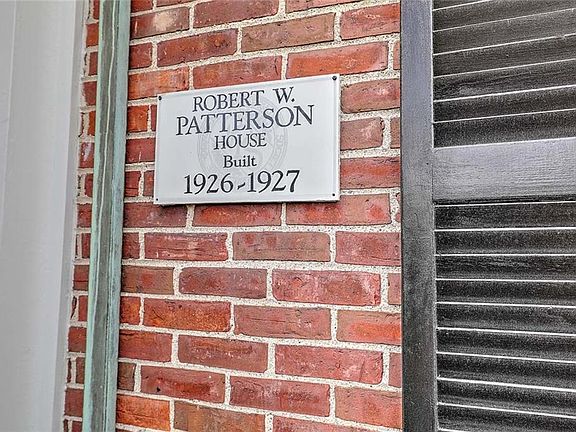 ROBERT W.
PATTERSON
HOUSE
Built
1926-1927